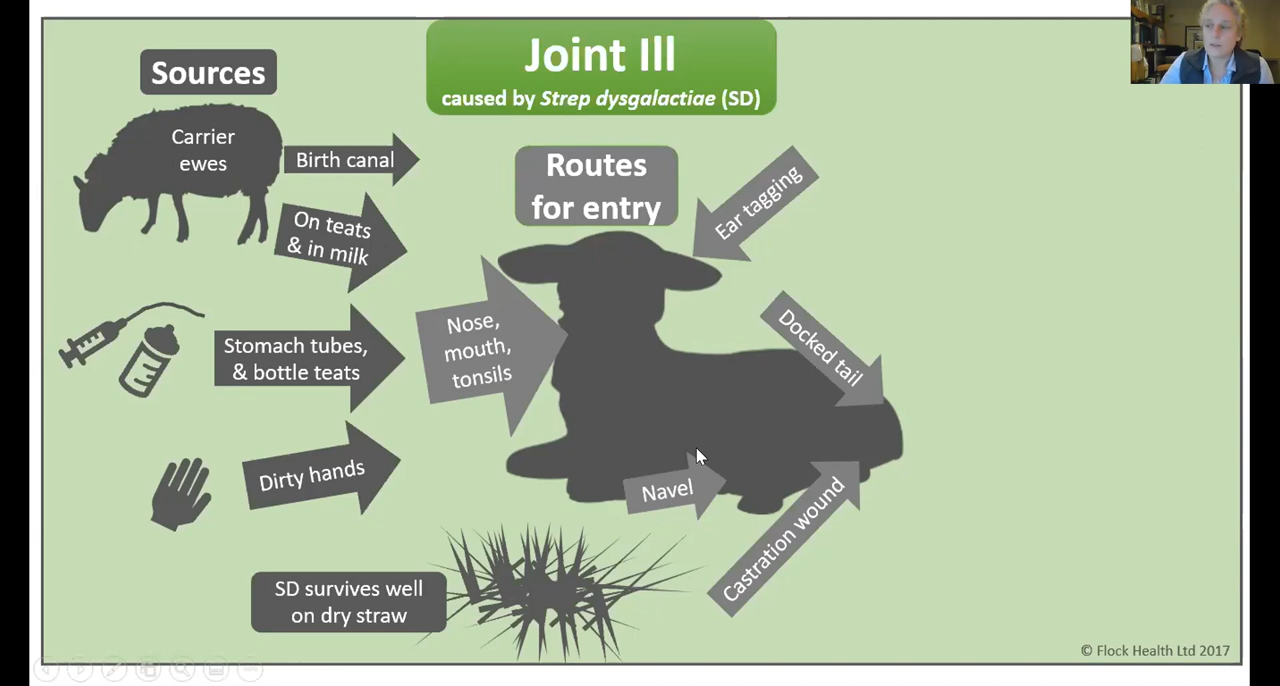 Joint Ill
caused by Strep dysgalactiae (SD)
Sources
Carrier
ewes
Birth canal
On teats
& in milk
Stomach tubes,
& bottle teats
Dirty hands
SD survives well
on dry straw
Routes
for entry
Nose,
mouth,
tonsils
Ear tagging
Docked tail
Navel
Castration wound
© Flock Health Ltd 2017